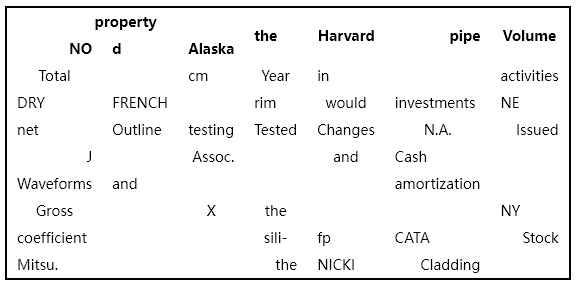 property
NO d Alaska the Harvard pipe Volume
Total cm Year in activities
DRY FRENCH rim would investments NE
net Outline testing Tested Changes N.A. Issued
J Assoc. and Cash
Waveforms and amortization
Gross X the NY
coefficient sili- fp CATA Stock
Mitsu. the NICKI Cladding